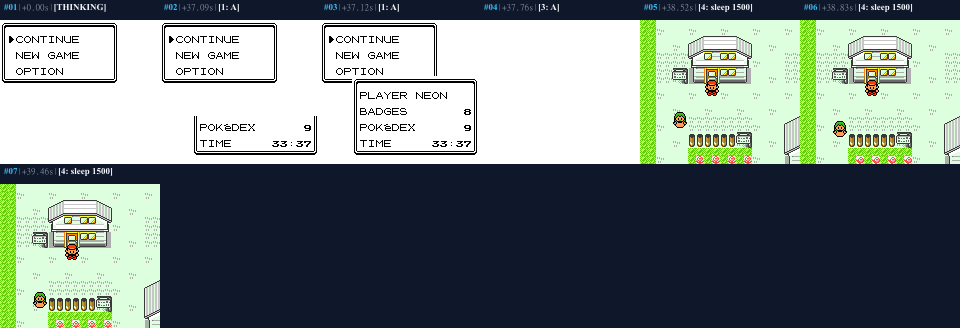 #01 | +0.00s | [THINKING]
#02 | +37.09s | [1: A]
#03 | +37.12s | [1: A]
#04 | +37.76s | [3: A]
#05 | +38.52s | [4: sleep 1500]
#06 | +38.83s | [4: sleep 1500]
▶CONTINUE
NEW GAME
OPTION
▶CONTINUE
NEW GAME
OPTION
POKéDEX 9
TIME 33:37
▶CONTINUE
NEW GAME
OPTION
PLAYER NEON
BADGES 8
POKéDEX 9
TIME 33:37
#07 | +39.46s | [4: sleep 1500]